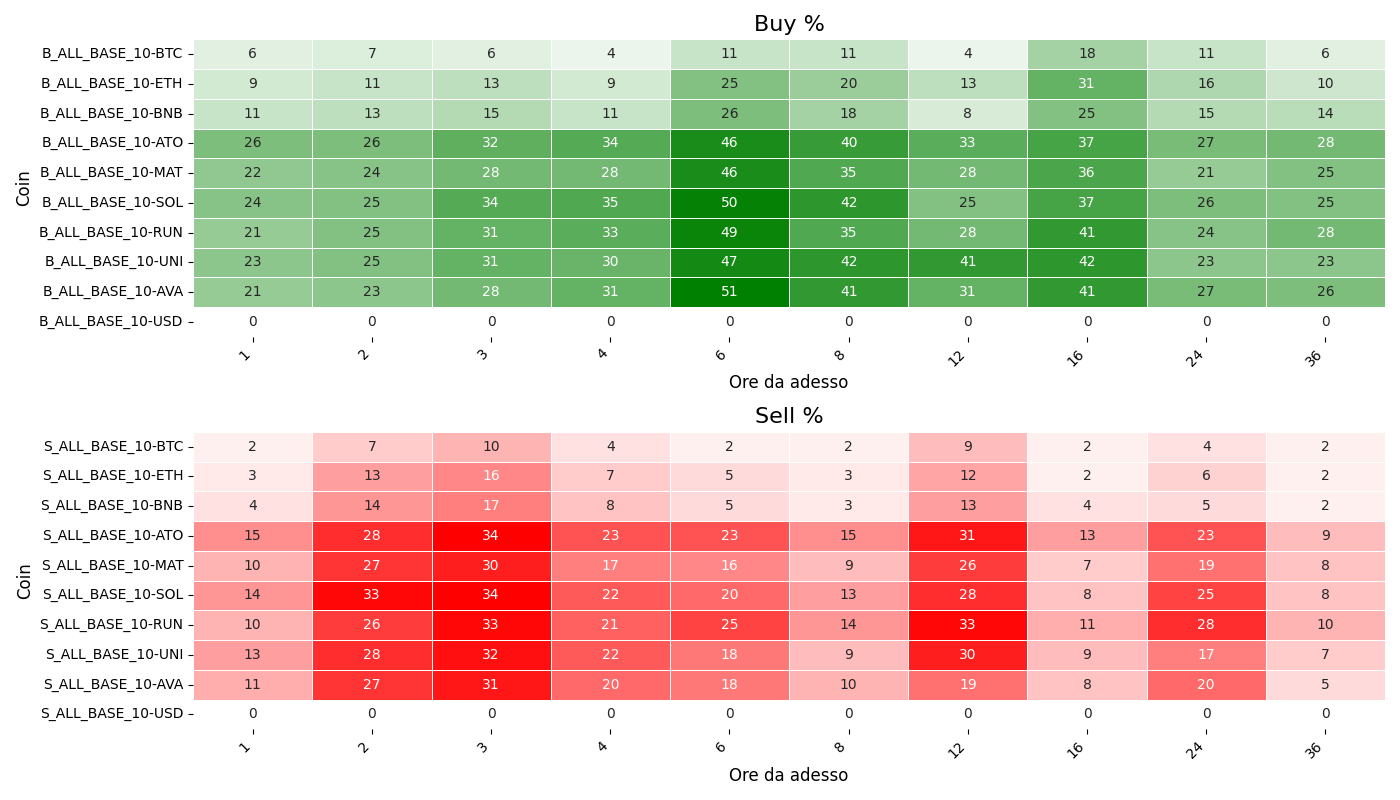 Buy %
Coin
B_ALL_BASE_10-BTC 6 7 6 4 11 11 4 18 11 6
B_ALL_BASE_10-ETH 9 11 13 9 25 20 13 31 16 10
B_ALL_BASE_10-BNB 11 13 15 11 26 18 8 25 15 14
B_ALL_BASE_10-ATO 26 26 32 34 46 40 33 37 27 28
B_ALL_BASE_10-MAT 22 24 28 28 46 35 28 36 21 25
B_ALL_BASE_10-SOL 24 25 34 35 50 42 25 37 26 25
B_ALL_BASE_10-RUN 21 25 31 33 49 35 28 41 24 28
B_ALL_BASE_10-UNI 23 25 31 30 47 42 41 42 23 23
B_ALL_BASE_10-AVA 21 23 28 31 51 41 31 41 27 26
B_ALL_BASE_10-USD 0 0 0 0 0 0 0 0 0 0
1 2 3 4 6 8 12 16 24 36
Ore da adesso
Sell %
Coin
S_ALL_BASE_10-BTC 2 7 10 4 2 2 9 2 4 2
S_ALL_BASE_10-ETH 3 13 16 7 5 3 12 2 6 2
S_ALL_BASE_10-BNB 4 14 17 8 5 3 13 4 5 2
S_ALL_BASE_10-ATO 15 28 34 23 23 15 31 13 23 9
S_ALL_BASE_10-MAT 10 27 30 17 16 9 26 7 19 8
S_ALL_BASE_10-SOL 14 33 34 22 20 13 28 8 25 8
S_ALL_BASE_10-RUN 10 26 33 21 25 14 33 11 28 10
S_ALL_BASE_10-UNI 13 28 32 22 18 9 30 9 17 7
S_ALL_BASE_10-AVA 11 27 31 20 18 10 19 8 20 5
S_ALL_BASE_10-USD 0 0 0 0 0 0 0 0 0 0
1 2 3 4 6 8 12 16 24 36
Ore da adesso